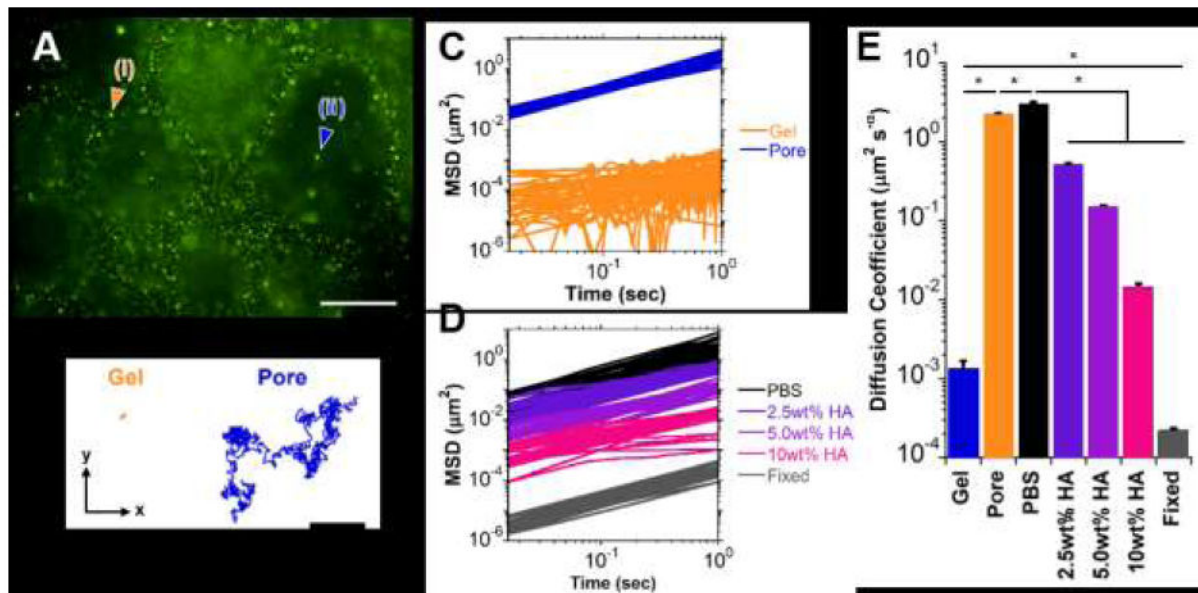 A
(i)
(ii)
Gel
Pore
y
x
C
MSD (μm²)
10⁰
10⁻²
10⁻⁴
10⁻⁶
10⁻¹
10⁰
Time (sec)
Gel
Pore
D
MSD (μm²)
10⁰
10⁻²
10⁻⁴
10⁻⁶
10⁻¹
10⁰
Time (sec)
PBS
2.5wt% HA
5.0wt% HA
10wt% HA
Fixed
E
Diffusion Ceofficient (μm² s⁻ᵅ)
10¹
10⁰
10⁻¹
10⁻²
10⁻³
10⁻⁴
*
* * *
Gel
Pore
PBS
2.5wt% HA
5.0wt% HA
10wt% HA
Fixed